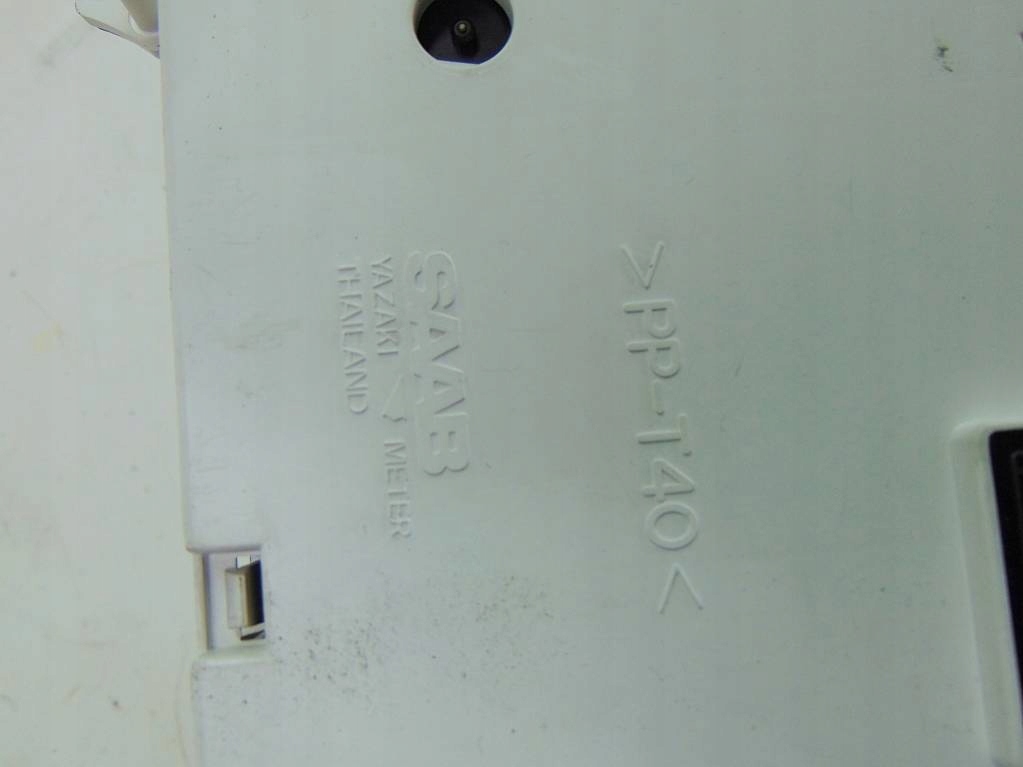 >PP-T40<
SAAB
YAZAKI METER
THAILAND